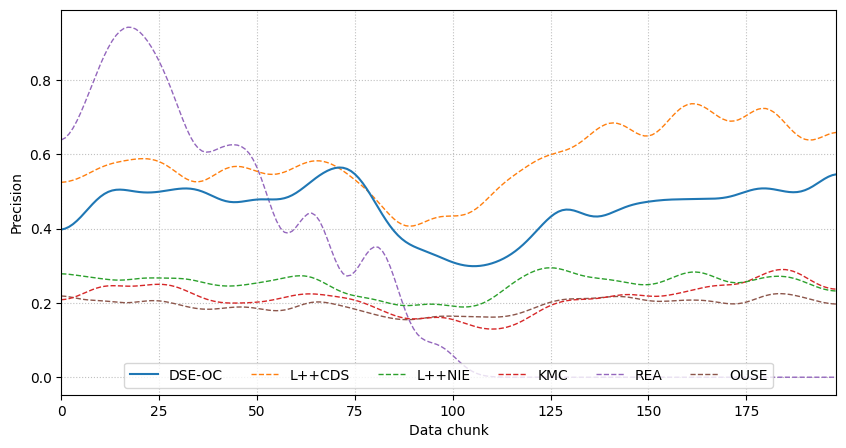 Precision
0.8
0.6
0.4
0.2
0.0
DSE-OC L++CDS L++NIE KMC REA OUSE
0 25 50 75 100 125 150 175
Data chunk